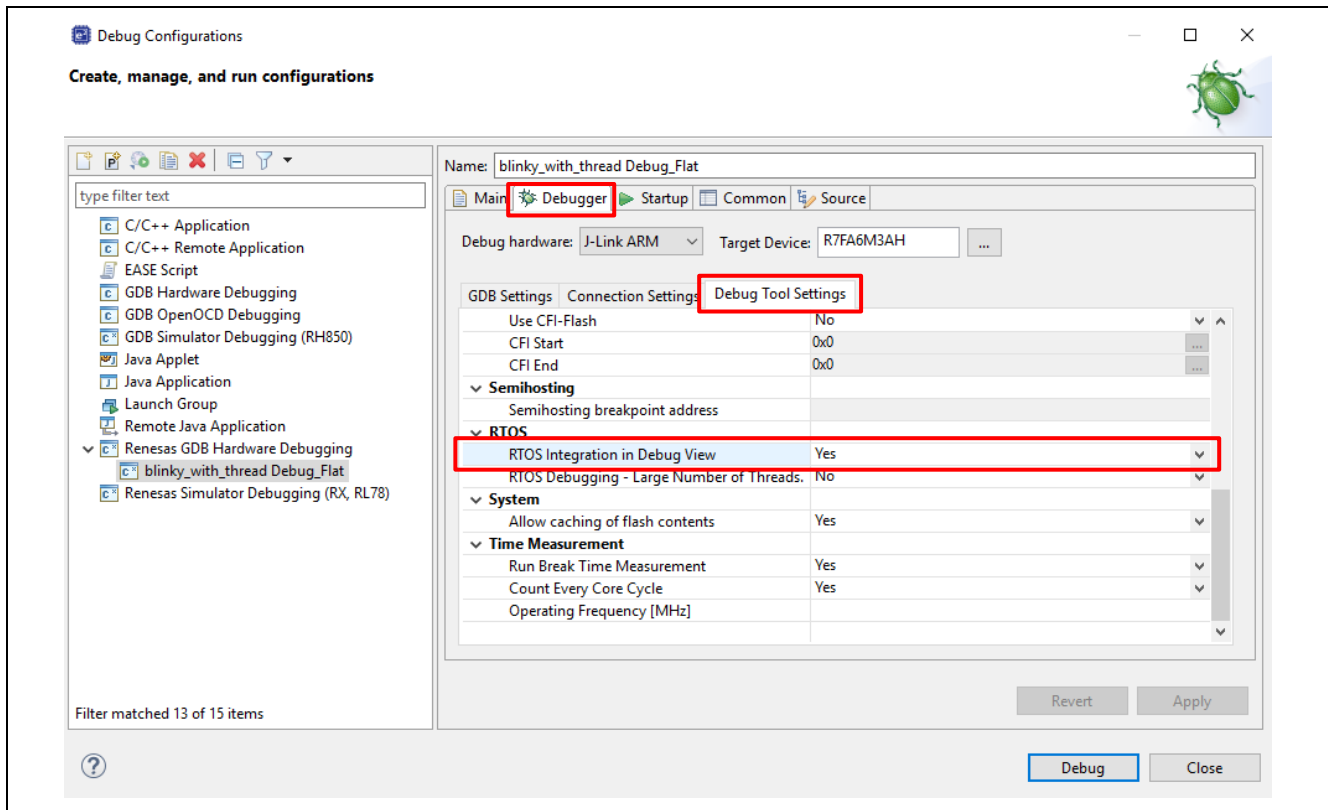 Debug Configurations
Create, manage, and run configurations
type filter text
C/C++ Application
C/C++ Remote Application
EASE Script
GDB Hardware Debugging
GDB OpenOCD Debugging
GDB Simulator Debugging (RH850)
Java Applet
Java Application
Launch Group
Remote Java Application
Renesas GDB Hardware Debugging
blinky_with_thread Debug_Flat
Renesas Simulator Debugging (RX, RL78)
Filter matched 13 of 15 items
Name: blinky_with_thread Debug_Flat
Main Debugger Startup Common Source
Debug hardware: J-Link ARM Target Device: R7FA6M3AH ...
GDB Settings Connection Settings Debug Tool Settings
Use CFI-Flash No
CFI Start 0x0 ...
CFI End 0x0 ...
Semihosting
Semihosting breakpoint address
RTOS
RTOS Integration in Debug View Yes
RTOS Debugging - Large Number of Threads. No
System
Allow caching of flash contents Yes
Time Measurement
Run Break Time Measurement Yes
Count Every Core Cycle Yes
Operating Frequency [MHz]
Revert Apply
? Debug Close